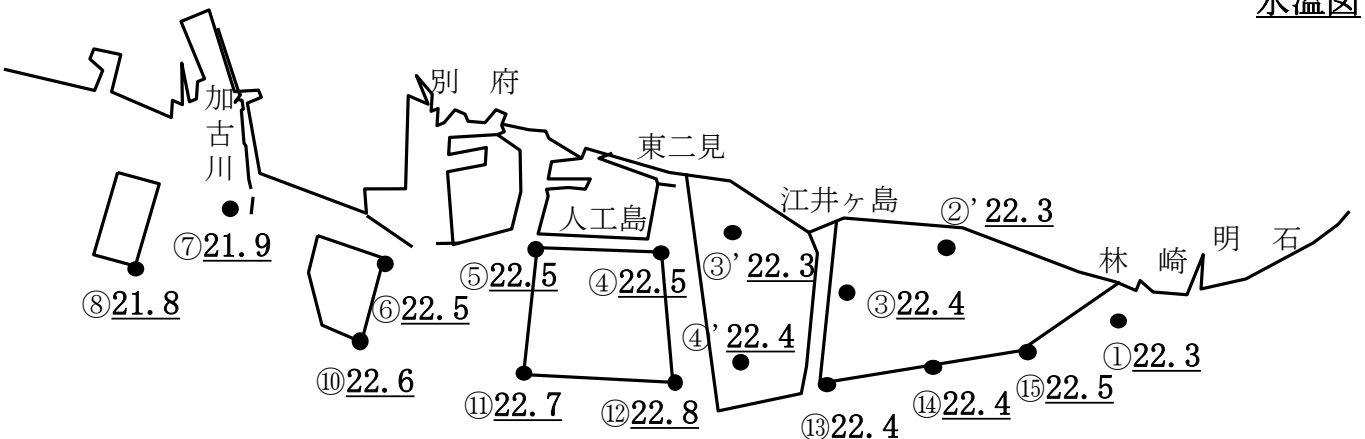 水温図
別 府
加古川
東二見
江井ヶ島
②'22.3
人工島
明 石
林 崎
⑦21.9
⑤22.5
④22.5
③'22.3
⑧21.8
⑥22.5
③22.4
④'22.4
①22.3
⑩22.6
⑪22.7
⑫22.8
⑬22.4
⑭22.4
⑮22.5